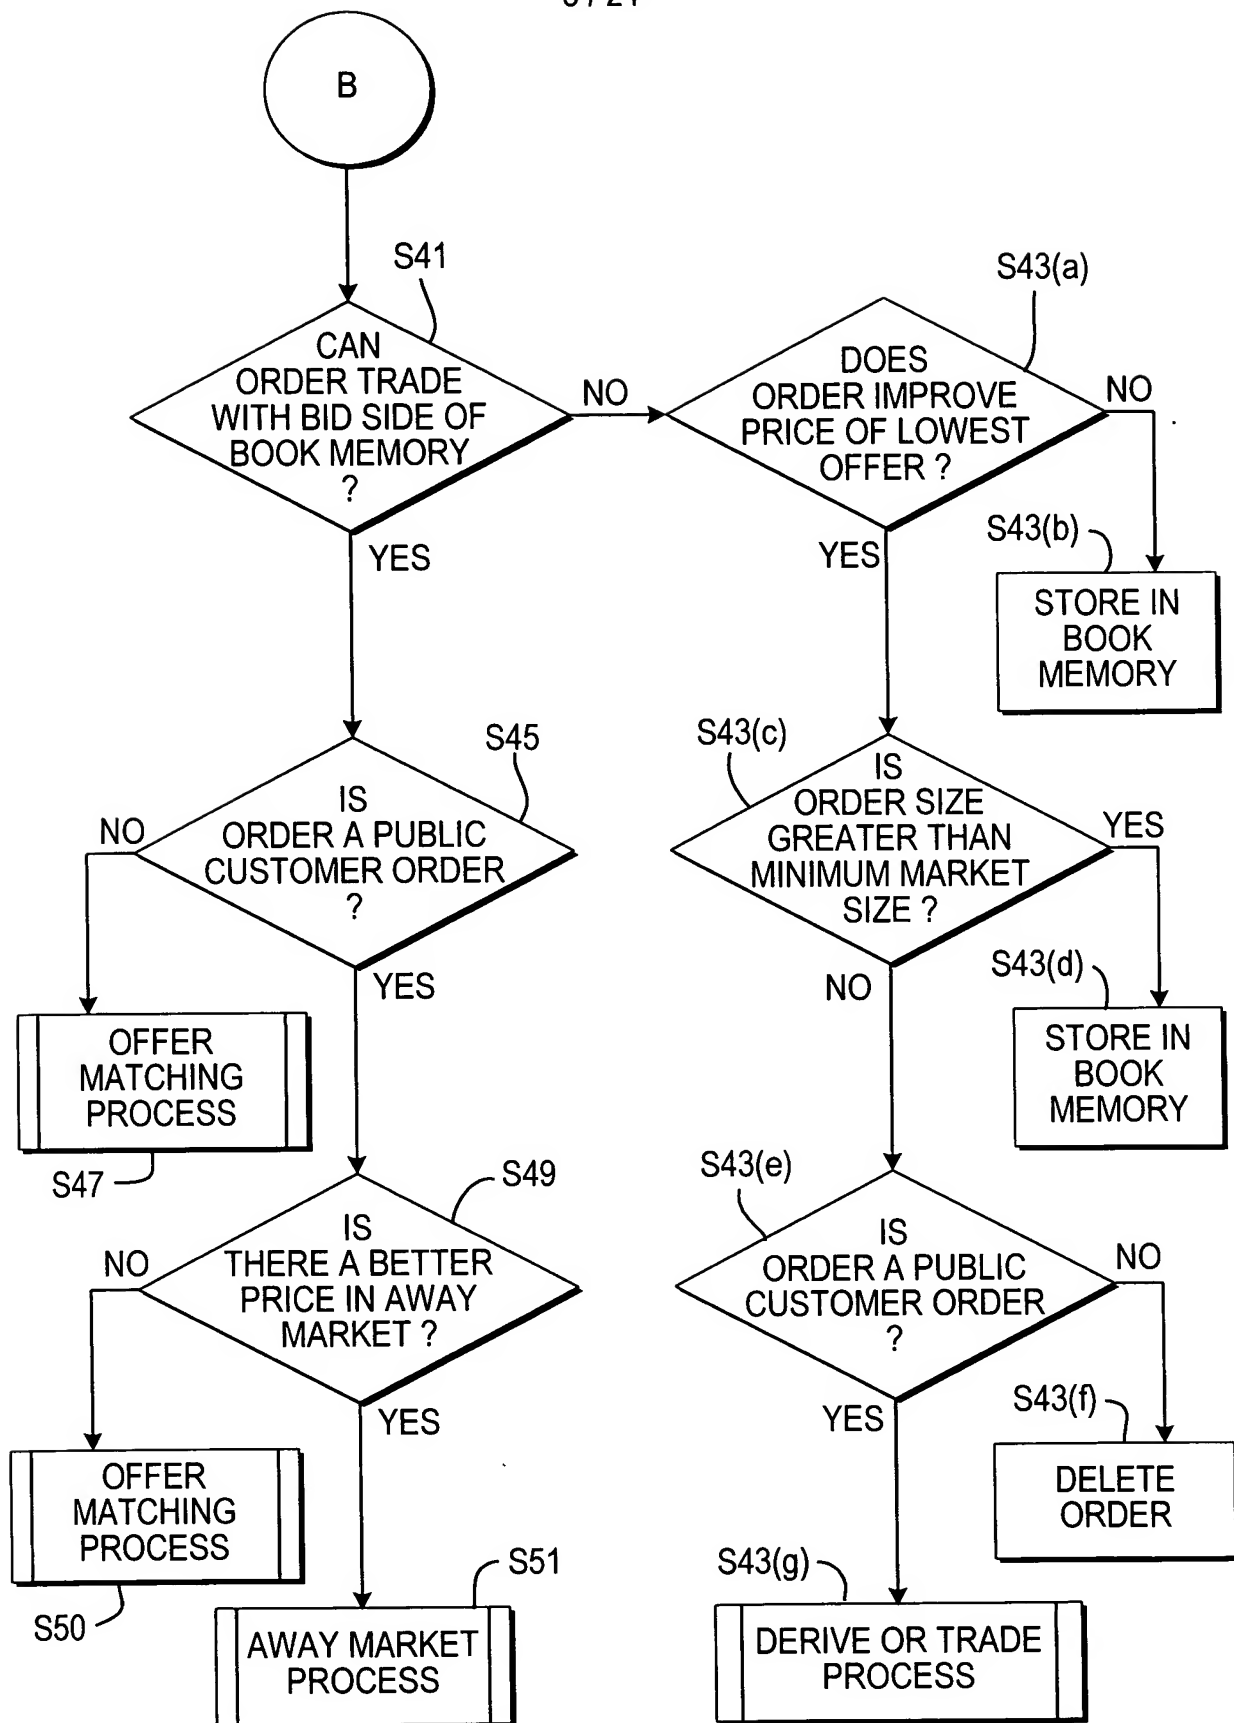 B
S41
CAN
ORDER TRADE
WITH BID SIDE OF
BOOK MEMORY
?
NO
YES
S43(a)
DOES
ORDER IMPROVE
PRICE OF LOWEST
OFFER ?
NO
YES
S43(b)
STORE IN
BOOK
MEMORY
S45
IS
ORDER A PUBLIC
CUSTOMER ORDER
?
NO
YES
S43(c)
IS
ORDER SIZE
GREATER THAN
MINIMUM MARKET
SIZE ?
YES
NO
S43(d)
STORE IN
BOOK
MEMORY
OFFER
MATCHING
PROCESS
S47
S49
IS
THERE A BETTER
PRICE IN AWAY
MARKET ?
NO
YES
S43(e)
IS
ORDER A PUBLIC
CUSTOMER ORDER
?
NO
YES
S43(f)
DELETE
ORDER
OFFER
MATCHING
PROCESS
S50
S51
AWAY MARKET
PROCESS
S43(g)
DERIVE OR TRADE
PROCESS